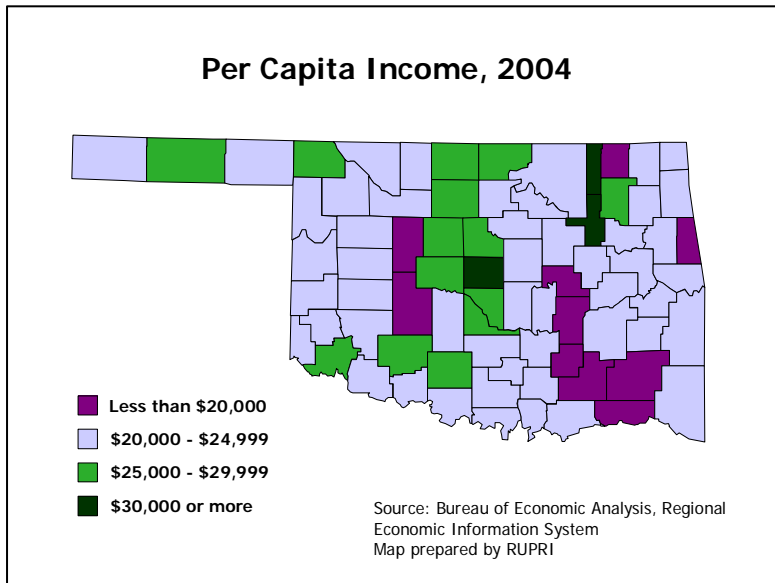 Per Capita Income, 2004
Less than $20,000
$20,000 - $24,999
$25,000 - $29,999
$30,000 or more
Source: Bureau of Economic Analysis, Regional
Economic Information System
Map prepared by RUPRI